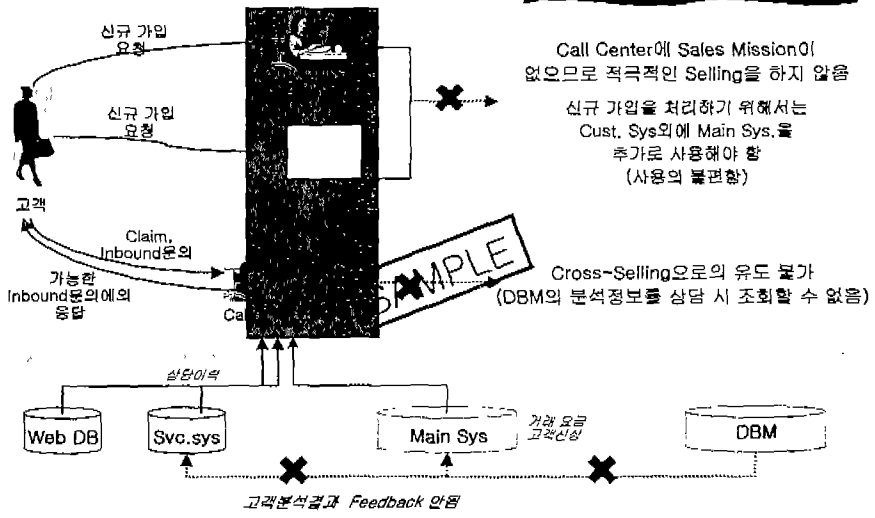 신규 가입
요청
Call Center에 Sales Mission이
없으므로 적극적인 Selling을 하지 않음
신규 가입
요청
신규 가입을 처리하기 위해서는
Cust. Sys외에 Main Sys.을
추가로 사용해야 함
(사용의 불편함)
고객
Claim,
Inbound문의
가능한
Inbound문의에의
응답
SAMPLE
Cross-Selling으로의 유도 불가
(DBM의 분석정보를 상담 시 조회할 수 없음)
상담이력
Web DB
Svc.sys
Main Sys
거래 요금
고객신상
DBM
고객분석결과 Feedback 안됨